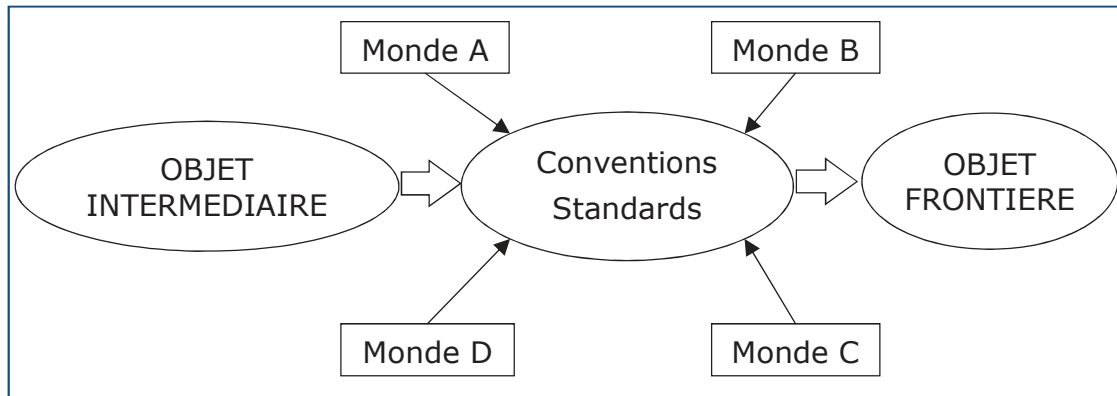 Monde A
Monde B
OBJET
INTERMEDIAIRE
Conventions
Standards
OBJET
FRONTIERE
Monde D
Monde C